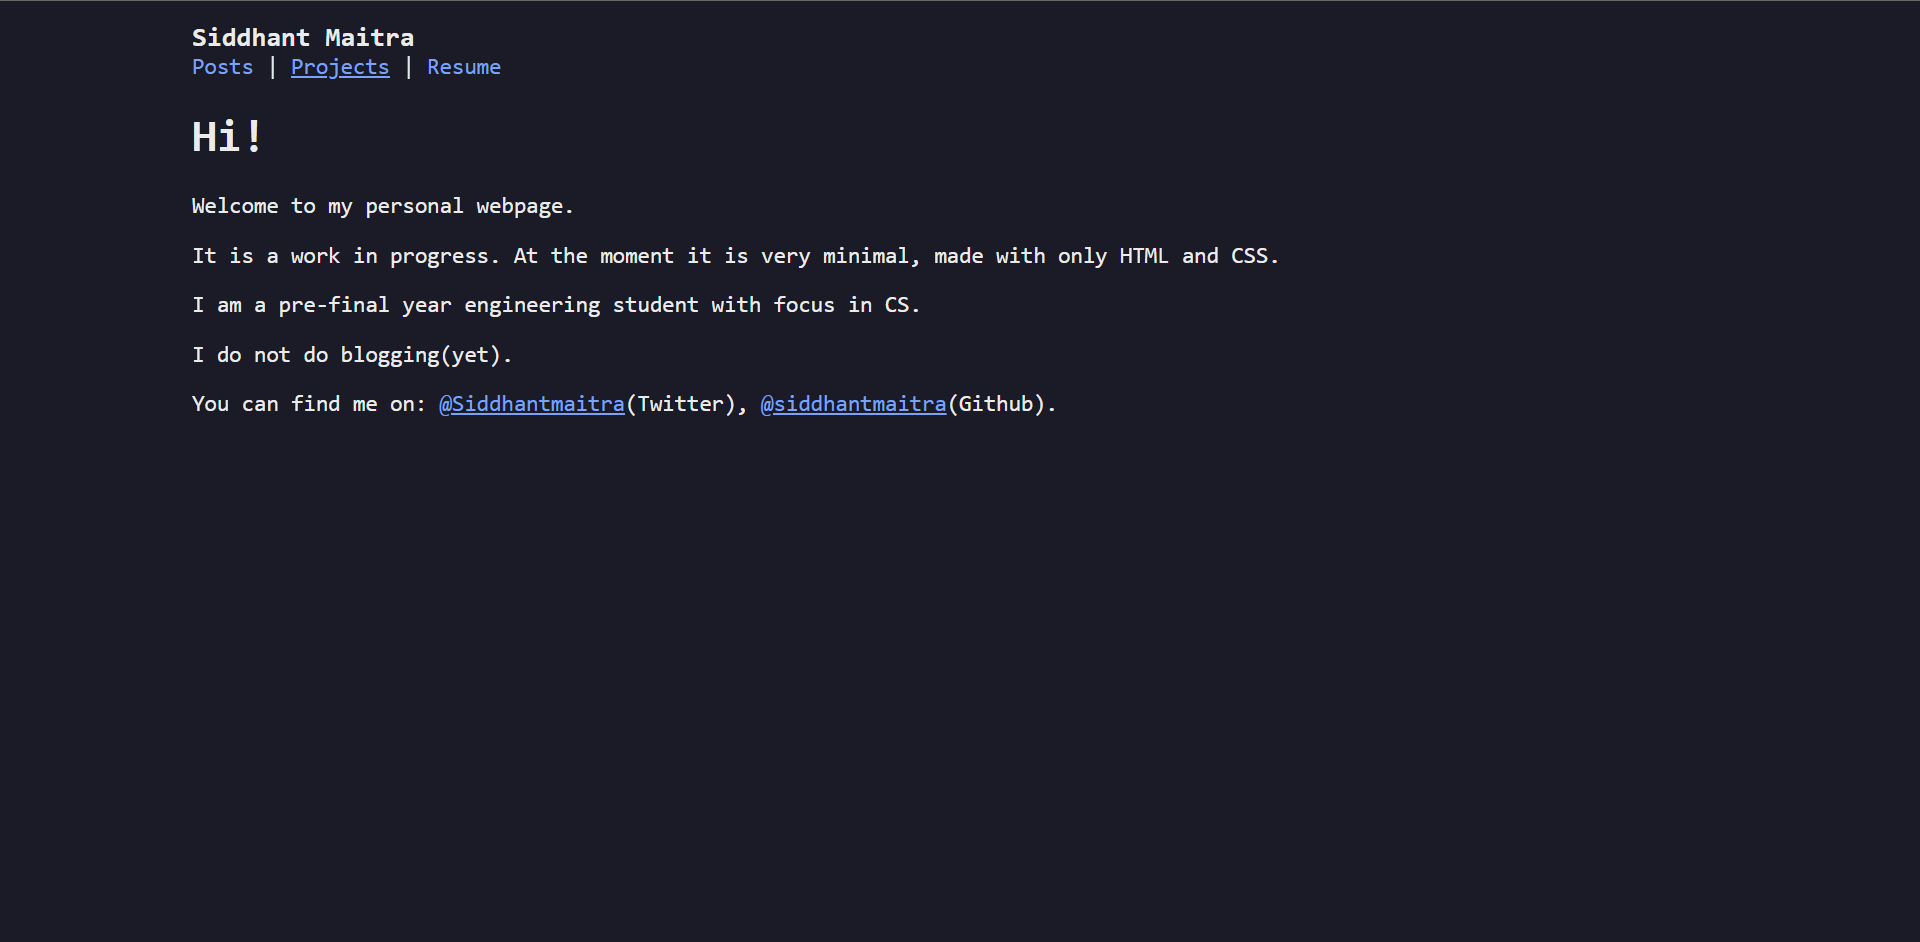 Siddhant Maitra
Posts | Projects | Resume
Hi!
Welcome to my personal webpage.
It is a work in progress. At the moment it is very minimal, made with only HTML and CSS.
I am a pre-final year engineering student with focus in CS.
I do not do blogging(yet).
You can find me on: @Siddhantmaitra(Twitter), @siddhantmaitra(Github).